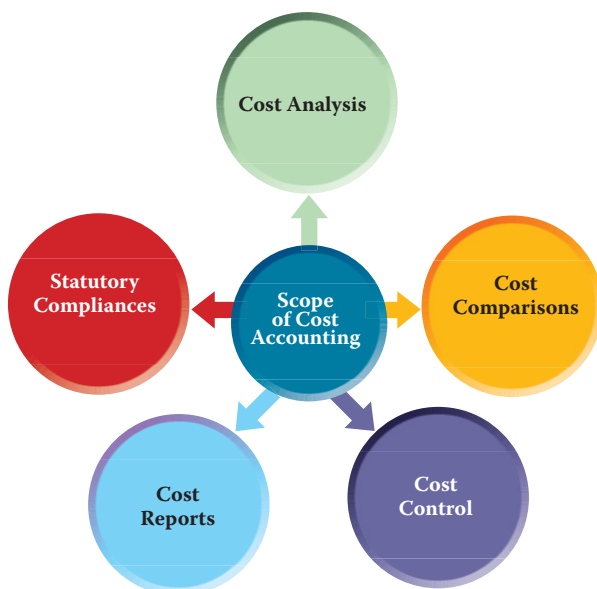 Cost Analysis
Statutory
Compliances
Scope
of Cost
Accounting
Cost
Comparisons
Cost
Reports
Cost
Control